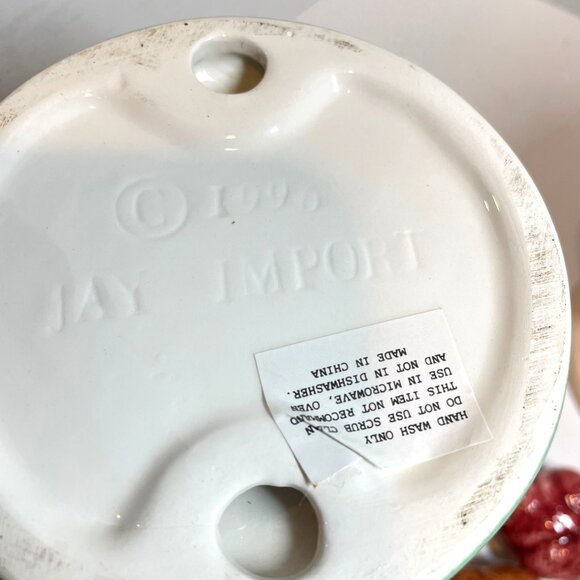 © 1996
JAY IMPORT
HAND WASH ONLY
DO NOT USE SCRUB
THIS ITEM NOT
USE IN MICROWAVE, OVEN
AND NOT IN DISHWASHER.
MADE IN CHINA